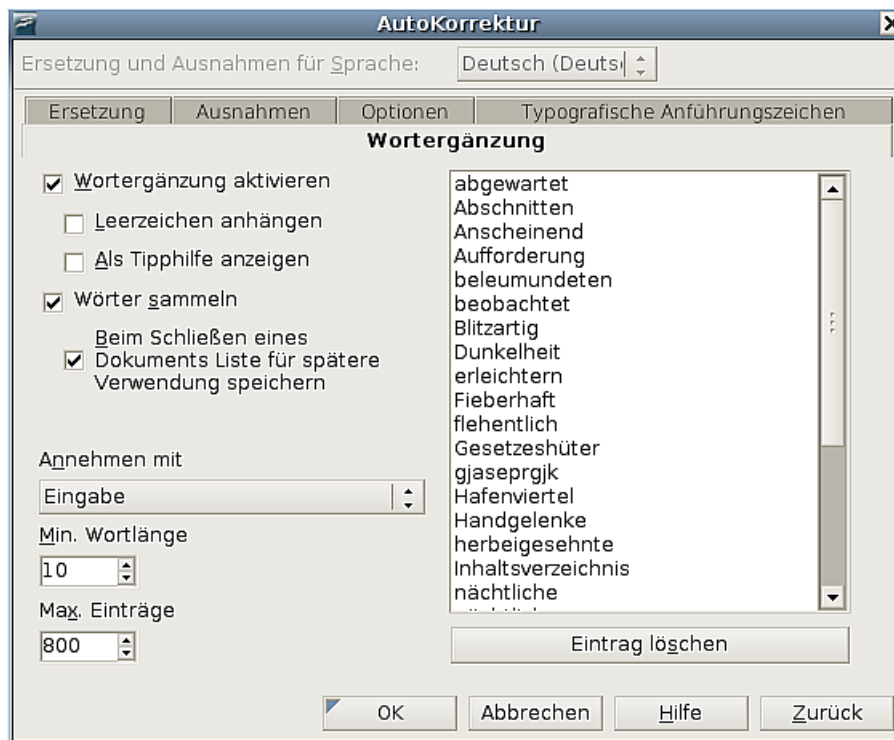 AutoKorrektur
Ersetzung und Ausnahmen für Sprache:
Deutsch (Deuts
Ersetzung
Ausnahmen
Optionen
Typografische Anführungszeichen
Wortergänzung
Wortergänzung aktivieren
Leerzeichen anhängen
Als Tipphilfe anzeigen
Wörter sammeln
Beim Schließen eines
Dokuments Liste für spätere
Verwendung speichern
Annehmen mit
Eingabe
Min. Wortlänge
10
Max. Einträge
800
abgewartet
Abschnitten
Anscheinend
Aufforderung
beleumundeten
beobachtet
Blitzartig
Dunkelheit
erleichtern
Fieberhaft
flehentlich
Gesetzeshüter
gjaseprgjk
Hafenviertel
Handgelenke
herbeigesehnte
Inhaltsverzeichnis
nächtliche
Eintrag löschen
OK
Abbrechen
Hilfe
Zurück